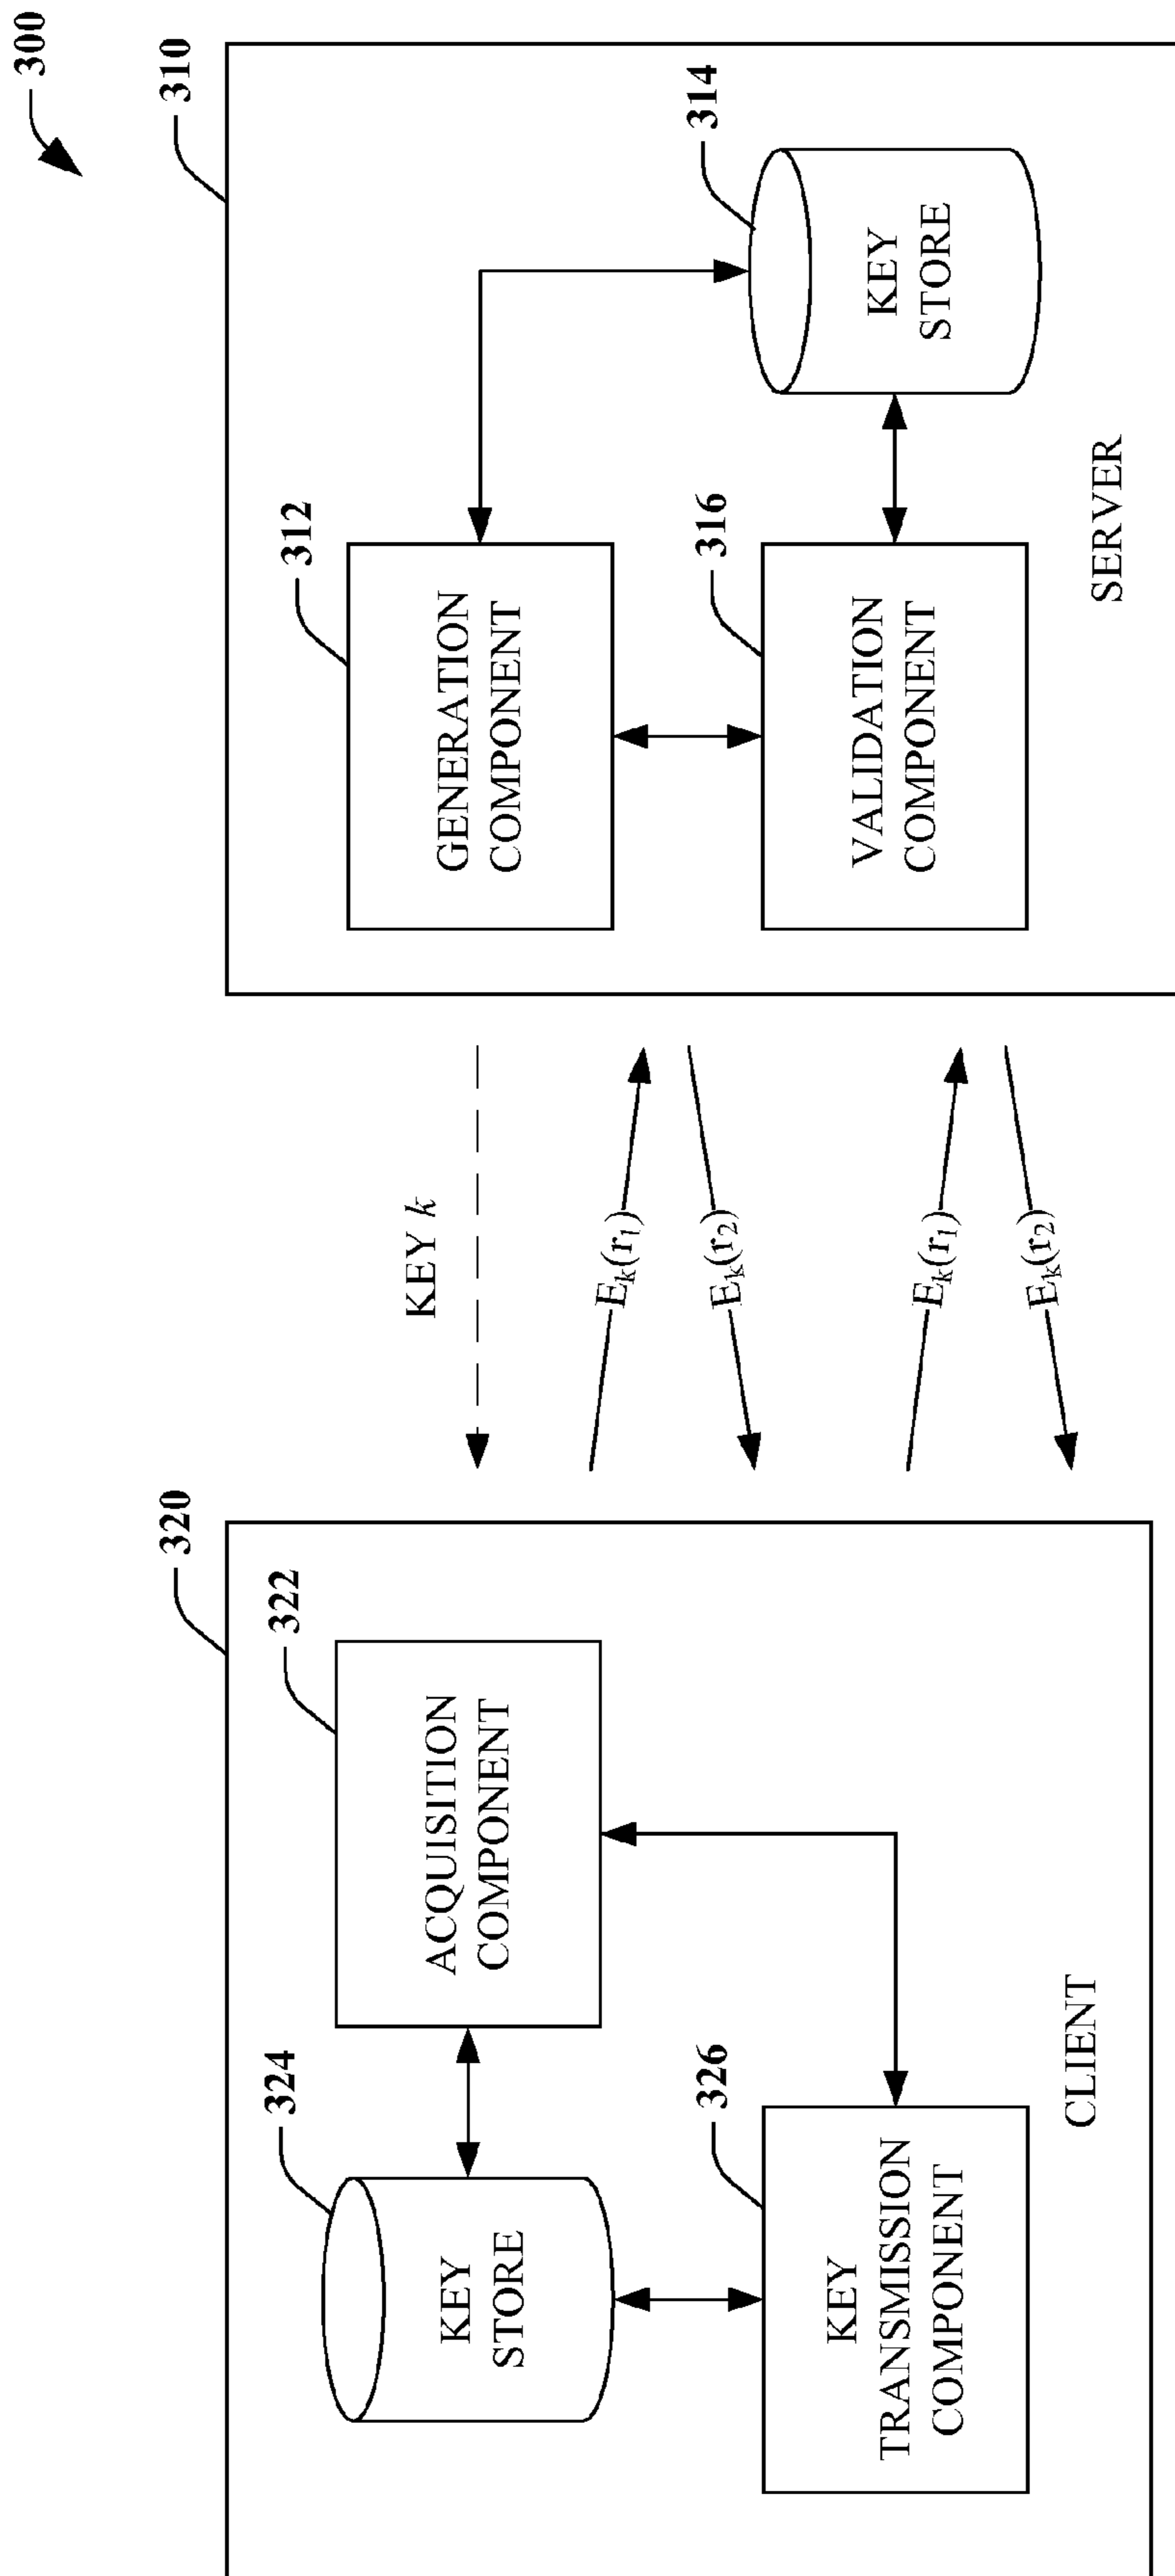 300
320
322
324
ACQUISITION
COMPONENT
KEY
STORE
326
KEY
TRANSMISSION
COMPONENT
CLIENT
KEY k
Eₖ(r₁)
Eₖ(r₂)
Eₖ(r₁)
Eₖ(r₂)
310
312
GENERATION
COMPONENT
314
KEY
STORE
316
VALIDATION
COMPONENT
SERVER